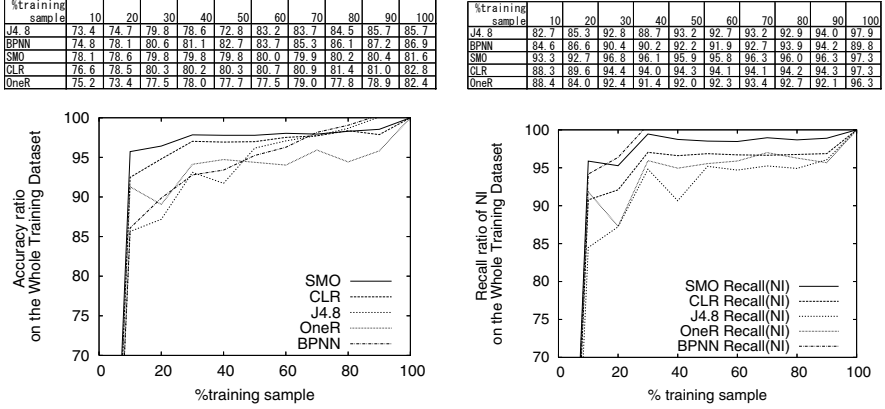 %training sample 10 20 30 40 50 60 70 80 90 100
J4.8 73.4 74.7 79.8 78.6 72.8 83.2 83.7 84.5 85.7 85.7
BPNN 74.8 78.1 80.6 81.1 82.7 83.7 85.3 86.1 87.2 86.9
SMO 78.1 78.6 79.8 79.8 79.8 80.0 79.9 80.2 80.4 81.6
CLR 76.6 78.5 80.3 80.2 80.3 80.7 80.9 81.4 81.0 82.8
OneR 75.2 73.4 77.5 78.0 77.7 77.5 79.0 77.8 78.9 82.4
%training sample 10 20 30 40 50 60 70 80 90 100
J4.8 82.7 85.3 92.8 88.7 93.2 92.7 93.2 92.9 94.0 97.9
BPNN 84.6 86.6 90.4 90.2 92.2 91.9 92.7 93.9 94.2 89.8
SMO 93.3 92.7 96.8 96.1 95.9 95.8 96.3 96.0 96.3 97.3
CLR 88.3 89.6 94.4 94.0 94.3 94.1 94.1 94.2 94.3 97.3
OneR 88.4 84.0 92.4 91.4 92.0 92.3 93.4 92.7 92.1 96.3
Accuracy ratio
on the Whole Training Dataset
100
95
90
85
80
75
70
SMO
CLR
J4.8
OneR
BPNN
0 20 40 60 80 100
%training sample
Recall ratio of NI
on the Whole Training Dataset
100
95
90
85
80
75
70
SMO Recall(NI)
CLR Recall(NI)
J4.8 Recall(NI)
OneR Recall(NI)
BPNN Recall(NI)
0 20 40 60 80 100
% training sample